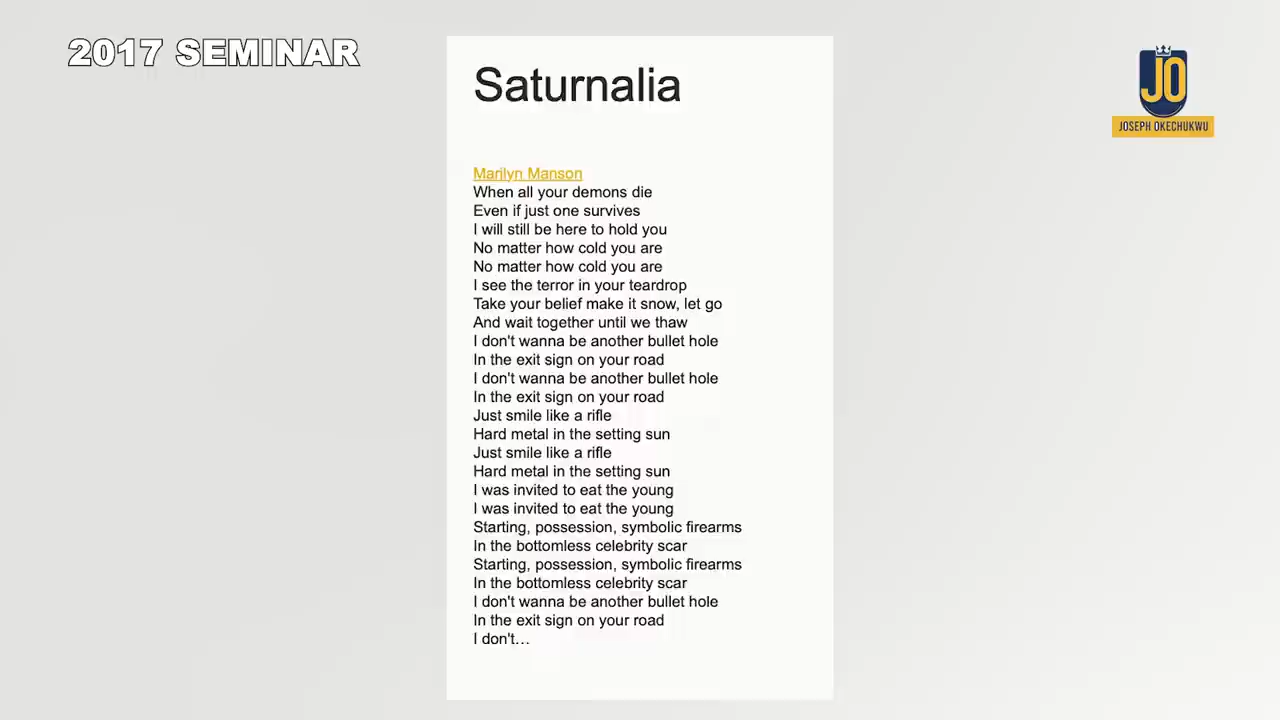 2017 SEMINAR
JO
JOSEPH OKECHUKWU
Saturnalia
Marilyn Manson
When all your demons die
Even if just one survives
I will still be here to hold you
No matter how cold you are
No matter how cold you are
I see the terror in your teardrop
Take your belief make it snow, let go
And wait together until we thaw
I don't wanna be another bullet hole
In the exit sign on your road
I don't wanna be another bullet hole
In the exit sign on your road
Just smile like a rifle
Hard metal in the setting sun
Just smile like a rifle
Hard metal in the setting sun
I was invited to eat the young
I was invited to eat the young
Starting, possession, symbolic firearms
In the bottomless celebrity scar
Starting, possession, symbolic firearms
In the bottomless celebrity scar
I don't wanna be another bullet hole
In the exit sign on your road
I don't…